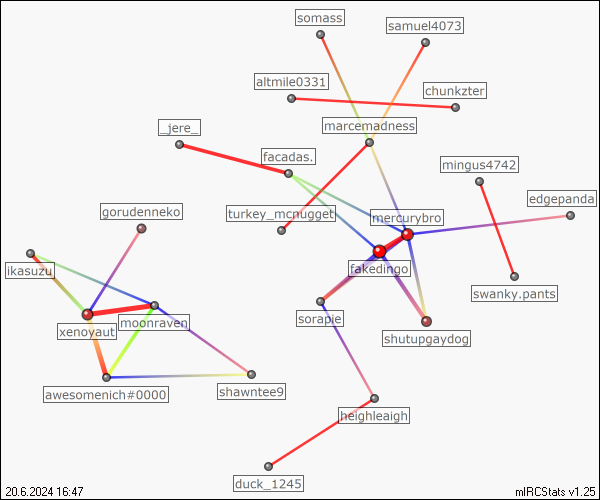 somass
samuel4073
altmile0331
chunkzter
_jere_
marcemadness
facadas.
mingus4742
edgepanda
gorudenneko
turkey_mcnugget
mercurybro
ikasuzu
fakedingo
swanky.pants
xenoyaut
moonraven
sorapie
shutupgaydog
awesomenich#0000
shawntee9
heighleaigh
duck_1245
20.6.2024 16:47
mIRCStats v1.25